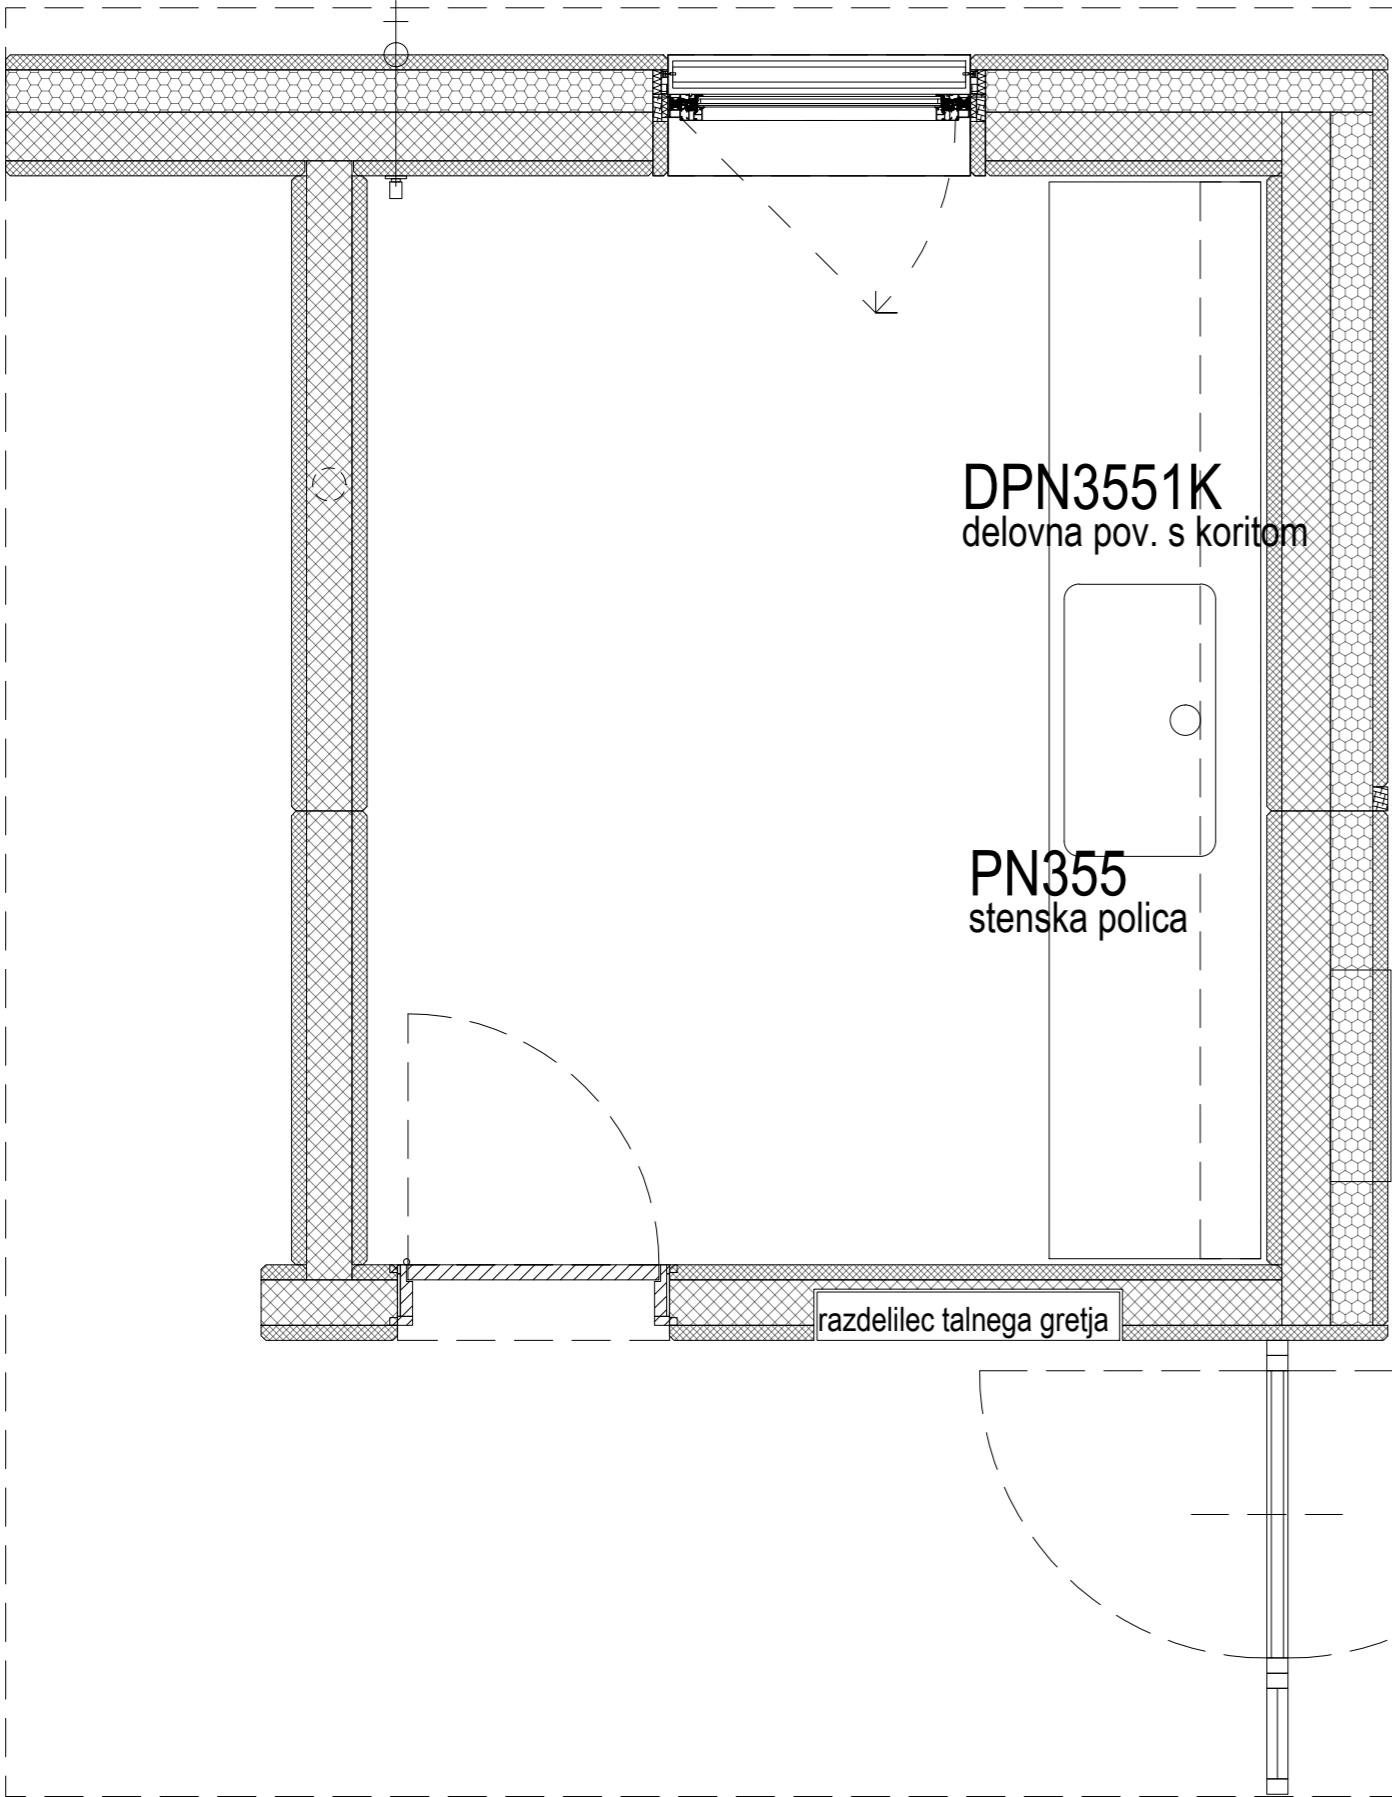 DPN3551K
delovna pov. s koritom
PN355
stenska polica
razdelilec talnega gretja